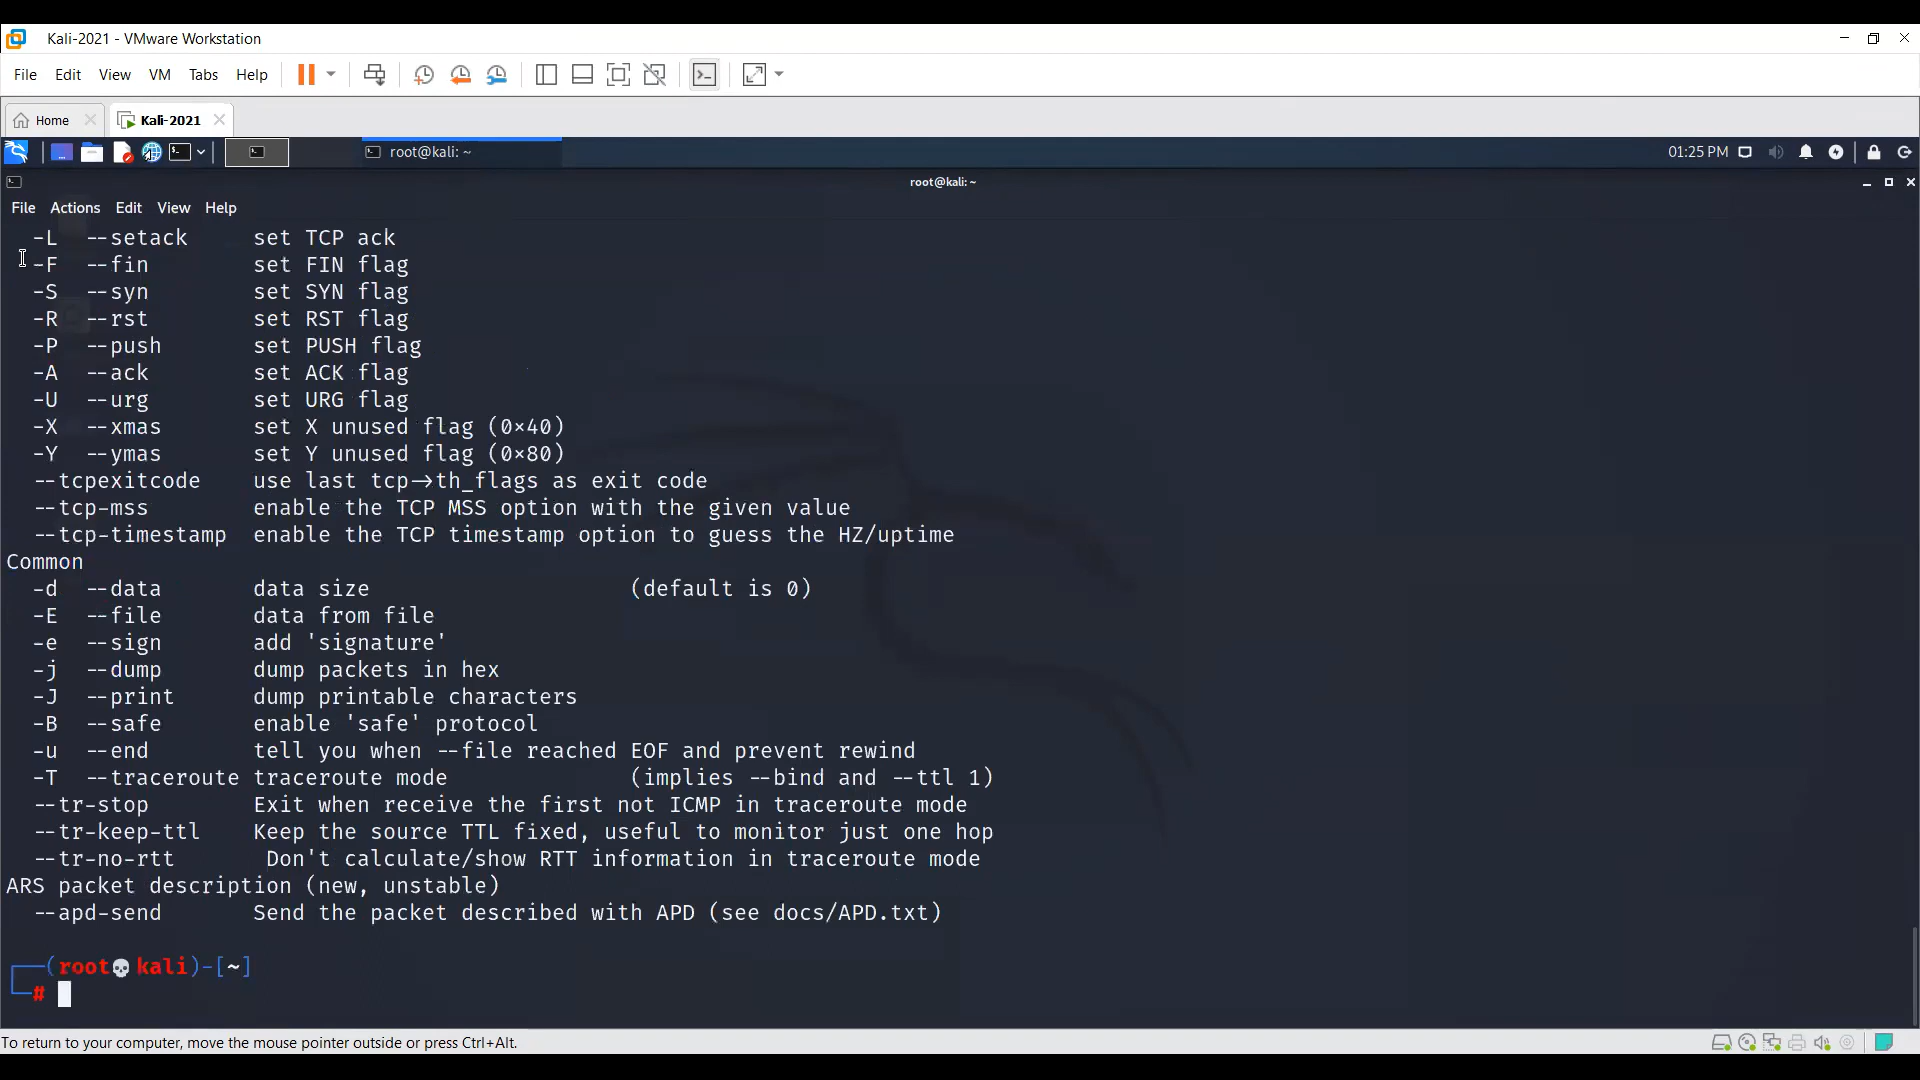 Kali-2021 - VMware Workstation
File Edit View VM Tabs Help
Home Kali-2021
root@kali: ~ 01:25 PM
root@kali: ~
File Actions Edit View Help
-L --setack set TCP ack
-F --fin set FIN flag
-S --syn set SYN flag
-R --rst set RST flag
-P --push set PUSH flag
-A --ack set ACK flag
-U --urg set URG flag
-X --xmas set X unused flag (0×40)
-Y --ymas set Y unused flag (0×80)
--tcpexitcode use last tcp→th_flags as exit code
--tcp-mss enable the TCP MSS option with the given value
--tcp-timestamp enable the TCP timestamp option to guess the HZ/uptime
Common
-d --data data size (default is 0)
-E --file data from file
-e --sign add 'signature'
-j --dump dump packets in hex
-J --print dump printable characters
-B --safe enable 'safe' protocol
-u --end tell you when --file reached EOF and prevent rewind
-T --traceroute traceroute mode (implies --bind and --ttl 1)
--tr-stop Exit when receive the first not ICMP in traceroute mode
--tr-keep-ttl Keep the source TTL fixed, useful to monitor just one hop
--tr-no-rtt Don't calculate/show RTT information in traceroute mode
ARS packet description (new, unstable)
--apd-send Send the packet described with APD (see docs/APD.txt)
(root💀kali)-[~]
#
To return to your computer, move the mouse pointer outside or press Ctrl+Alt.